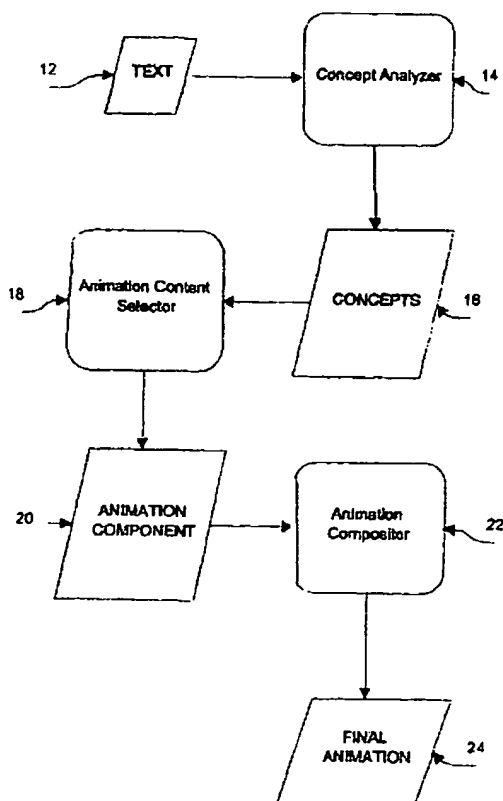 12
TEXT
Concept Analyzer
14
18
Animation Content
Selector
CONCEPTS
16
20
ANIMATION
COMPONENT
Animation
Compositor
22
FINAL
ANIMATION
24